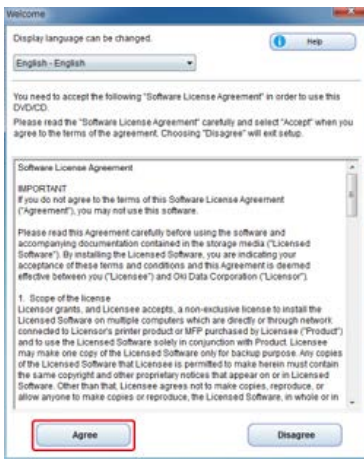 Welcome
Display language can be changed.
Help
English - English
You need to accept the following "Software License Agreement" in order to use this
DVD/CD.
Please read the "Software License Agreement" carefully and select "Accept" when you
agree to the terms of the agreement. Choosing "Disagree" will exit setup.
Software License Agreement
IMPORTANT
If you do not agree to the terms of this Software License Agreement
("Agreement"), you may not use this software.
Please read this Agreement carefully before using the software and
accompanying documentation contained in the storage media ("Licensed
Software"). By installing the Licensed Software, you are indicating your
acceptance of these terms and conditions and this Agreement is deemed
effective between you ("Licensee") and Oki Data Corporation ("Licensor").
1. Scope of the license
Licensor grants, and Licensee accepts, a non-exclusive license to install the
Licensed Software on multiple computers which are directly or through network
connected to Licensor's printer product or MFP purchased by Licensee ("Product")
and to use the Licensed Software solely in conjunction with Product. Licensee
may make one copy of the Licensed Software only for backup purpose. Any copies
of the Licensed Software that Licensee is permitted to make herein must contain
the same copyright and other proprietary notices that appear on or in Licensed
Software. Other than that, Licensee agrees not to make copies, reproduce, or
allow anyone to make copies or reproduce, the Licensed Software, in whole or in
Agree
Disagree